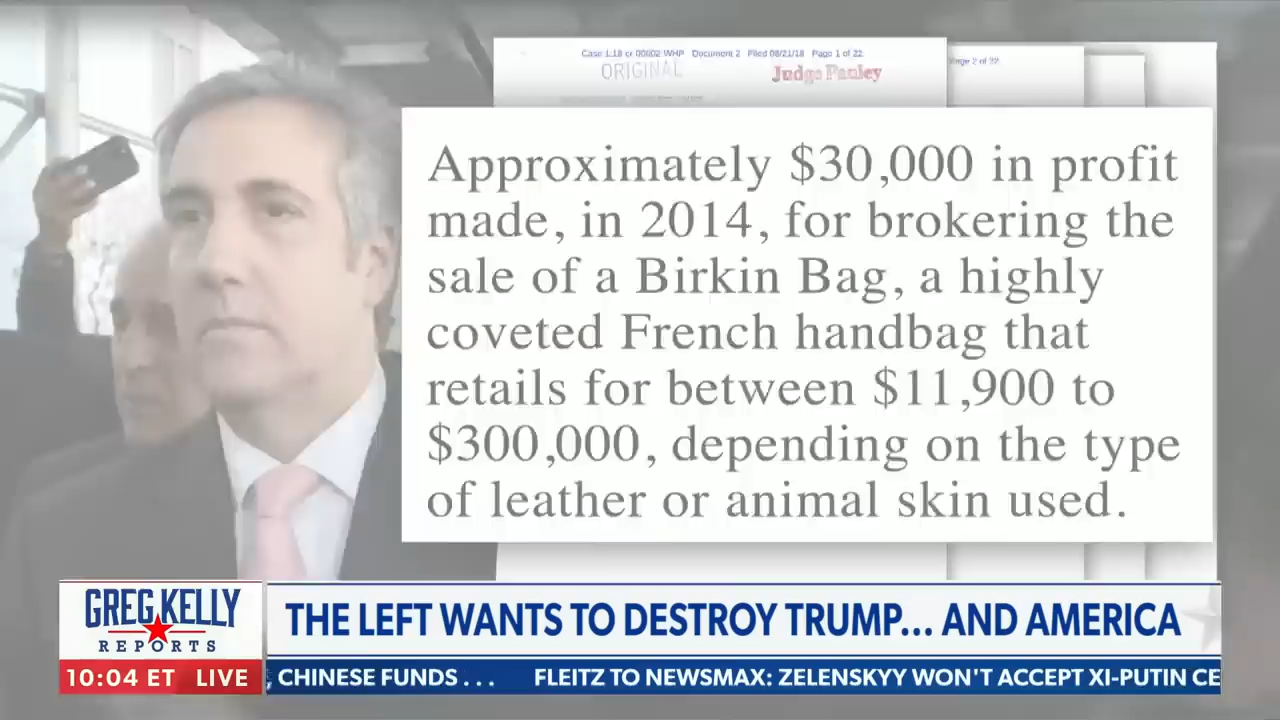 Case 1:18 cr 00602 WHP Document 2 Filed 08/21/18 Page 1 of 22
Page 2 of 22
ORIGINAL
Judge Pauley
Approximately $30,000 in profit
made, in 2014, for brokering the
sale of a Birkin Bag, a highly
coveted French handbag that
retails for between $11,900 to
$300,000, depending on the type
of leather or animal skin used.
GREG KELLY
REPORTS
THE LEFT WANTS TO DESTROY TRUMP... AND AMERICA
10:04 ET LIVE
CHINESE FUNDS . . . FLEITZ TO NEWSMAX: ZELENSKYY WON'T ACCEPT XI-PUTIN CE